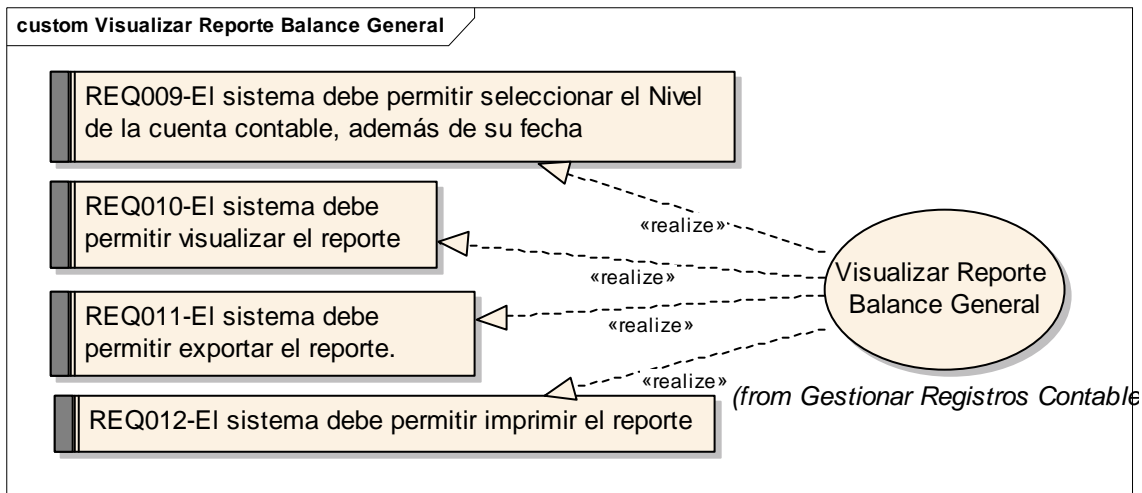 custom Visualizar Reporte Balance General
REQ009-El sistema debe permitir seleccionar el Nivel
de la cuenta contable, además de su fecha
REQ010-El sistema debe
permitir visualizar el reporte
REQ011-El sistema debe
permitir exportar el reporte.
REQ012-El sistema debe permitir imprimir el reporte
«realize»
«realize»
«realize»
«realize»
Visualizar Reporte
Balance General
(from Gestionar Registros Contable